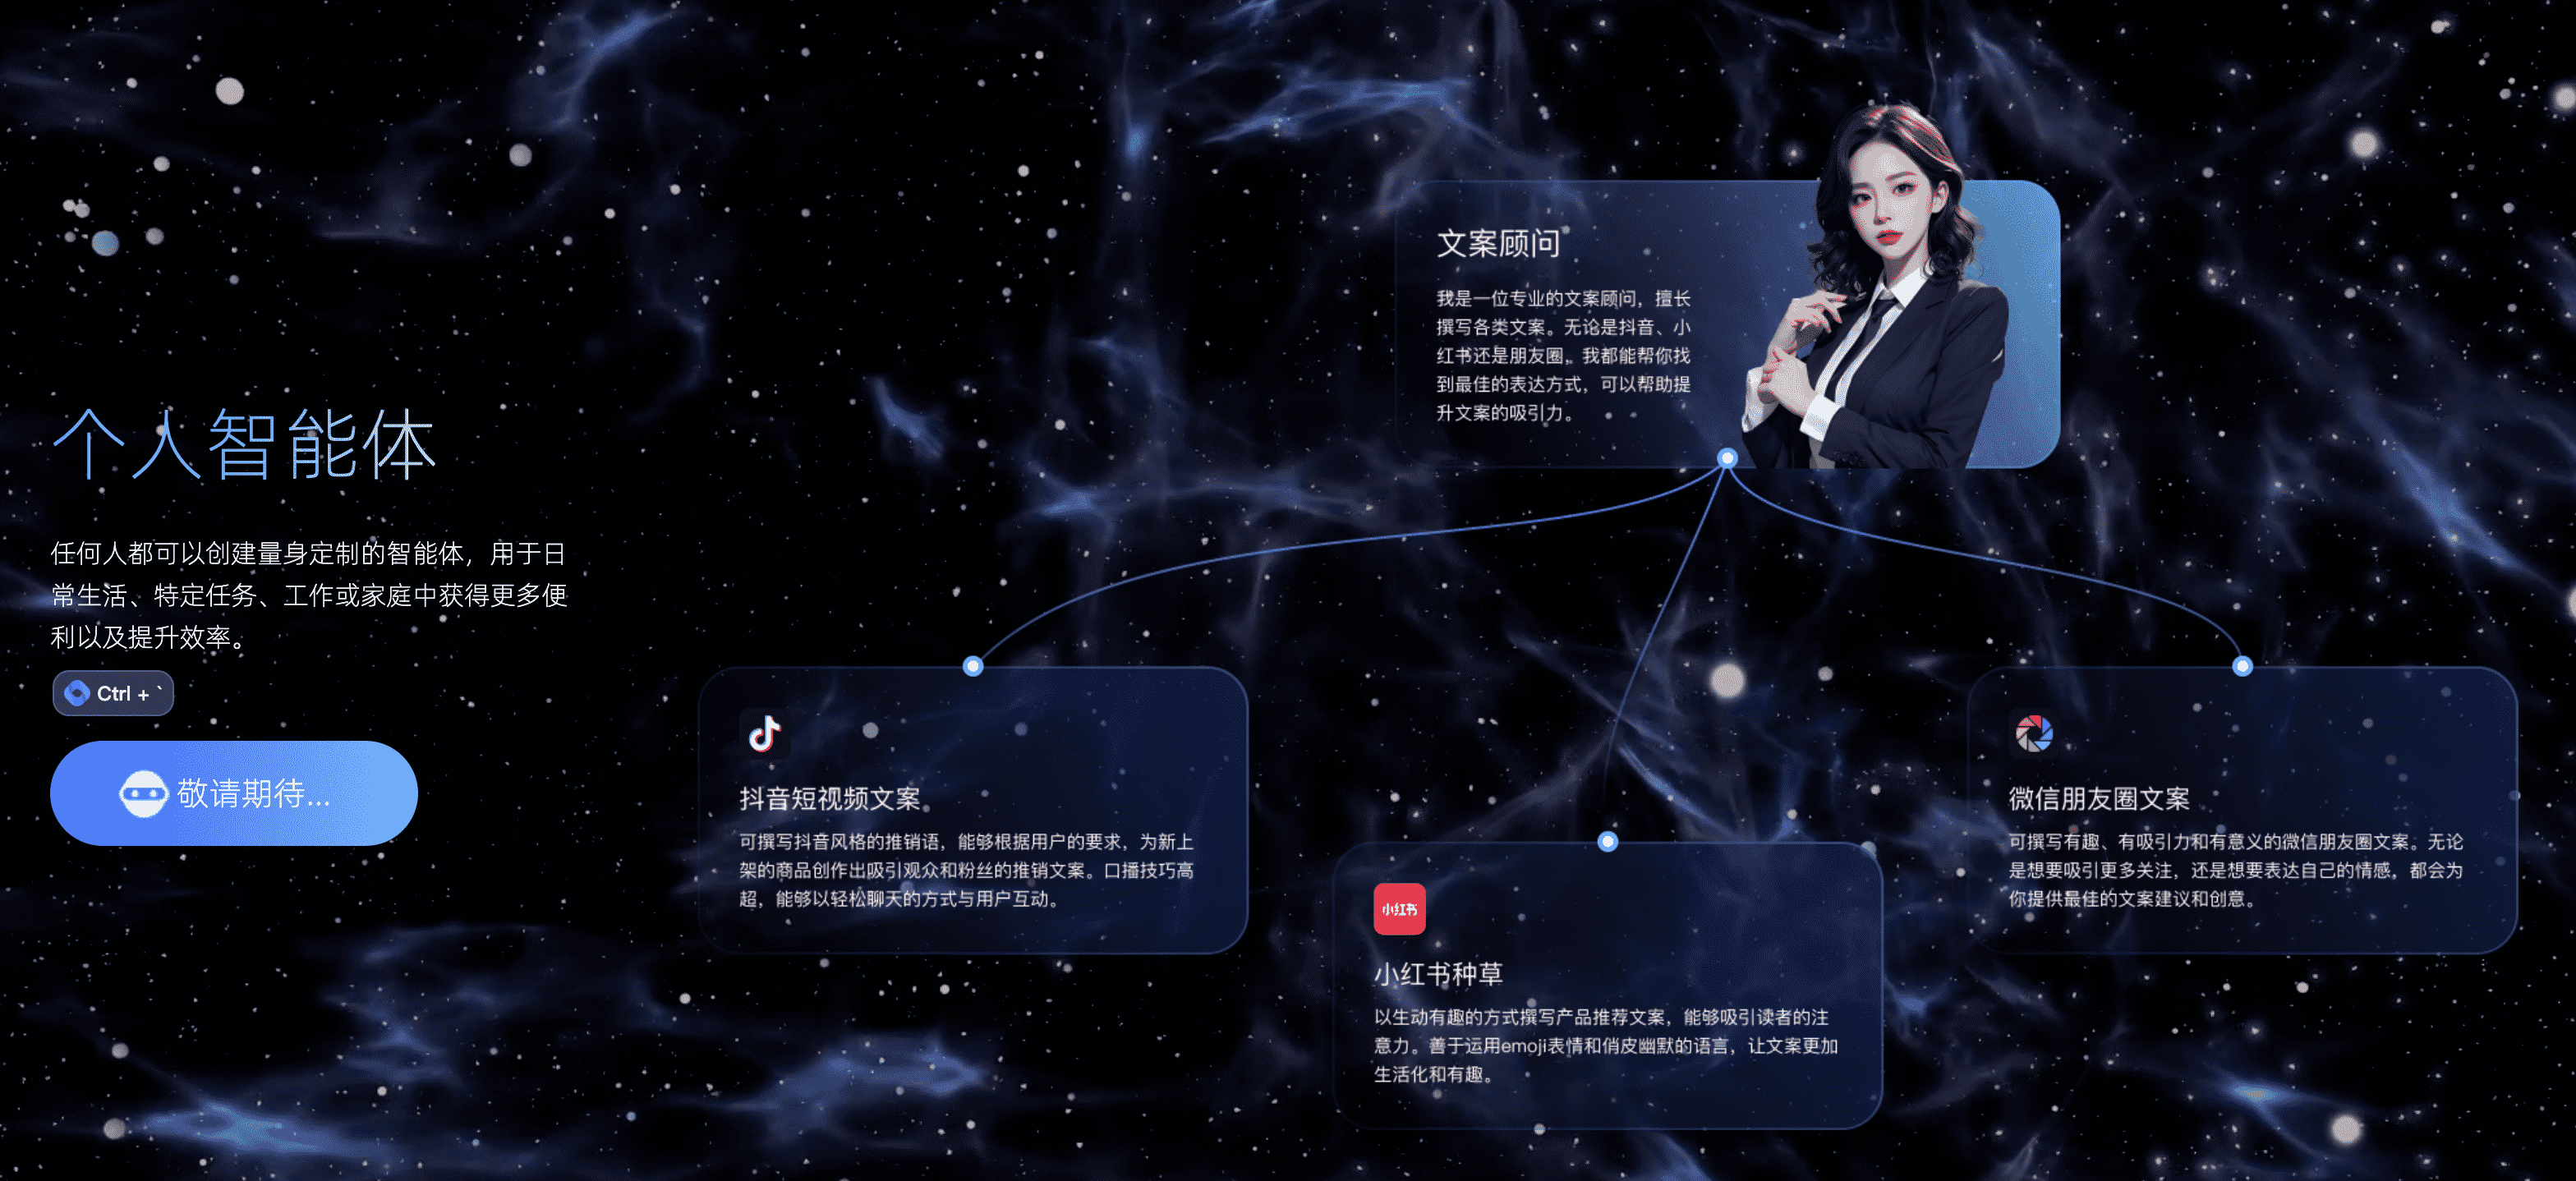 个人智能体
任何人都可以创建量身定制的智能体，用于日
常生活、特定任务、工作或家庭中获得更多便
利以及提升效率。
Ctrl + `
敬请期待...
文案顾问
我是一位专业的文案顾问，擅长
撰写各类文案。无论是抖音、小
红书还是朋友圈，我都能帮你找
到最佳的表达方式，可以帮助提
升文案的吸引力。
抖音短视频文案
可撰写抖音风格的推销语，能够根据用户的要求，为新上
架的商品创作出吸引观众和粉丝的推销文案。口播技巧高
超，能够以轻松聊天的方式与用户互动。
小红书
小红书种草
以生动有趣的方式撰写产品推荐文案，能够吸引读者的注
意力。善于运用emoji表情和俏皮幽默的语言，让文案更加
生活化和有趣。
微信朋友圈文案
可撰写有趣、有吸引力和有意义的微信朋友圈文案。无论
是想要吸引更多关注，还是想要表达自己的情感，都会为
你提供最佳的文案建议和创意。